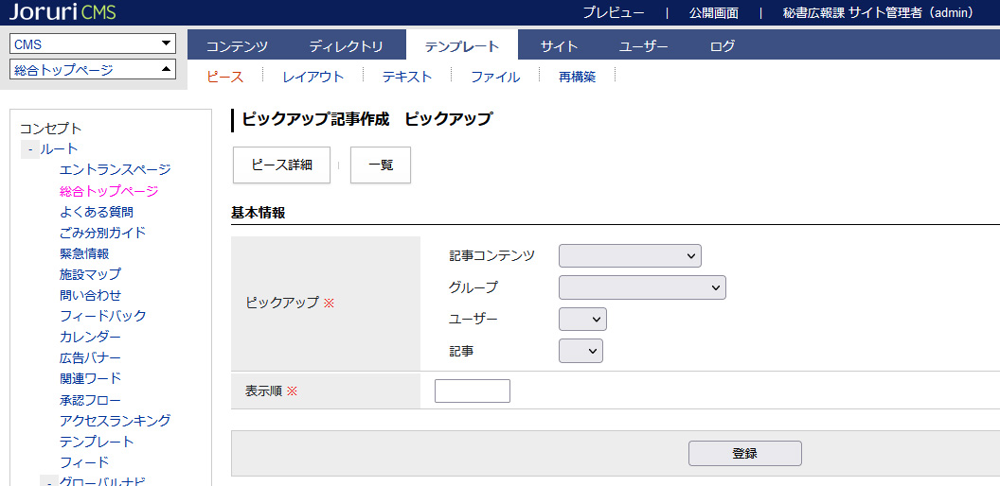 Joruri CMS
プレビュー | 公開画面 | 秘書広報課 サイト管理者（admin）
CMS
総合トップページ
コンテンツ ディレクトリ テンプレート サイト ユーザー ログ
ピース レイアウト テキスト ファイル 再構築
コンセプト
- ルート
エントランスページ
総合トップページ
よくある質問
ごみ分別ガイド
緊急情報
施設マップ
問い合わせ
フィードバック
カレンダー
広告バナー
関連ワード
承認フロー
アクセスランキング
テンプレート
フィード
- グローバルナビ
ピックアップ記事作成 ピックアップ
ピース詳細 一覧
基本情報
ピックアップ ※
記事コンテンツ
グループ
ユーザー
記事
表示順 ※
登録